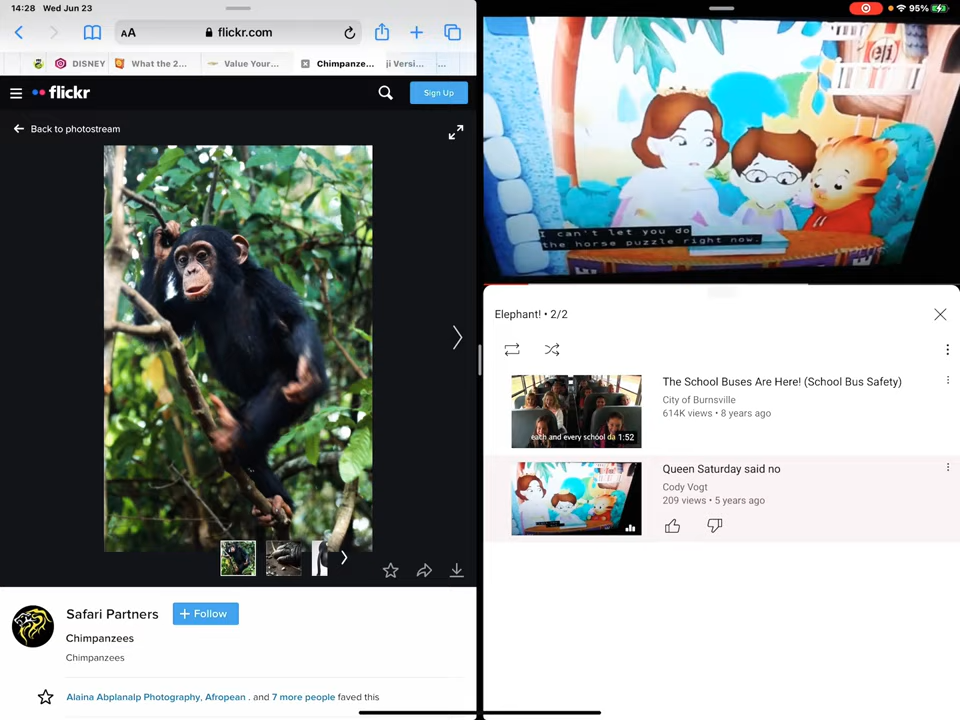 14:28 Wed Jun 23
AA
flickr.com
DISNEY
What the 2...
Value Your...
Chimpanze...
ji Versi...
...
flickr
Sign Up
Back to photostream
Safari Partners
+ Follow
Chimpanzees
Chimpanzees
Alaina Abplanalp Photography, Afropean . and 7 more people faved this
95%
I can't let you do
the horse puzzle right now.
Elephant! • 2/2
The School Buses Are Here! (School Bus Safety)
City of Burnsville
614K views • 8 years ago
each and every school da
1:52
Queen Saturday said no
Cody Vogt
209 views • 5 years ago